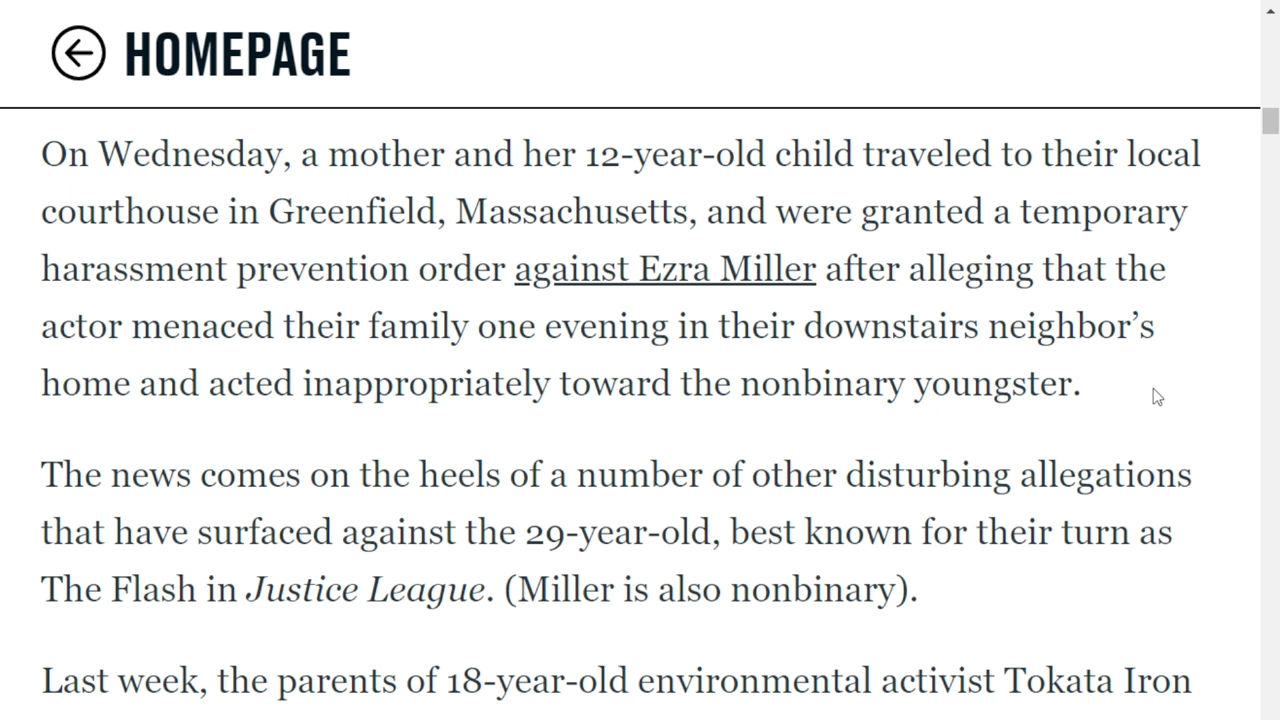 HOMEPAGE
On Wednesday, a mother and her 12-year-old child traveled to their local
courthouse in Greenfield, Massachusetts, and were granted a temporary
harassment prevention order against Ezra Miller after alleging that the
actor menaced their family one evening in their downstairs neighbor’s
home and acted inappropriately toward the nonbinary youngster.
The news comes on the heels of a number of other disturbing allegations
that have surfaced against the 29-year-old, best known for their turn as
The Flash in Justice League. (Miller is also nonbinary).
Last week, the parents of 18-year-old environmental activist Tokata Iron